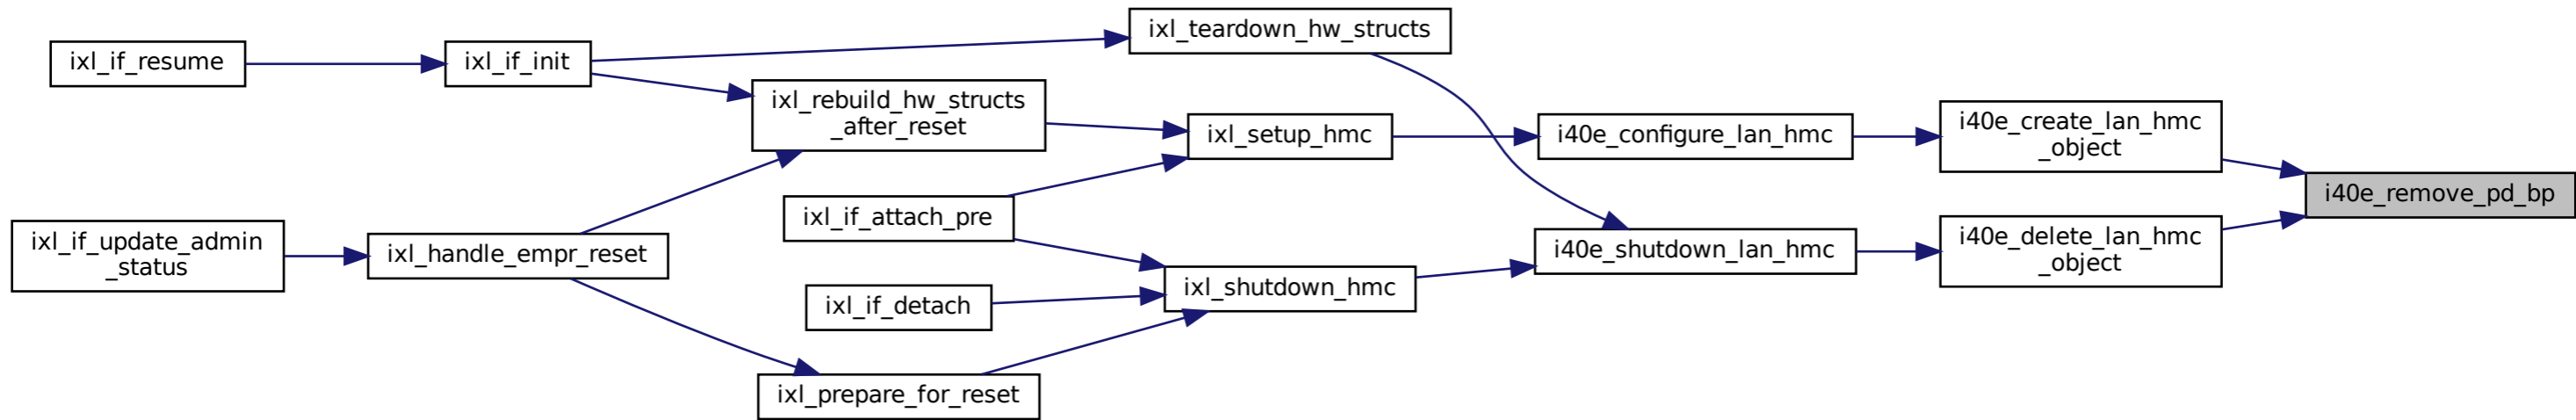 ixl_teardown_hw_structs
ixl_if_resume
ixl_if_init
ixl_rebuild_hw_structs
_after_reset
ixl_setup_hmc
i40e_configure_lan_hmc
i40e_create_lan_hmc
_object
i40e_remove_pd_bp
ixl_if_attach_pre
ixl_if_update_admin
_status
ixl_handle_empr_reset
i40e_shutdown_lan_hmc
i40e_delete_lan_hmc
_object
ixl_shutdown_hmc
ixl_if_detach
ixl_prepare_for_reset